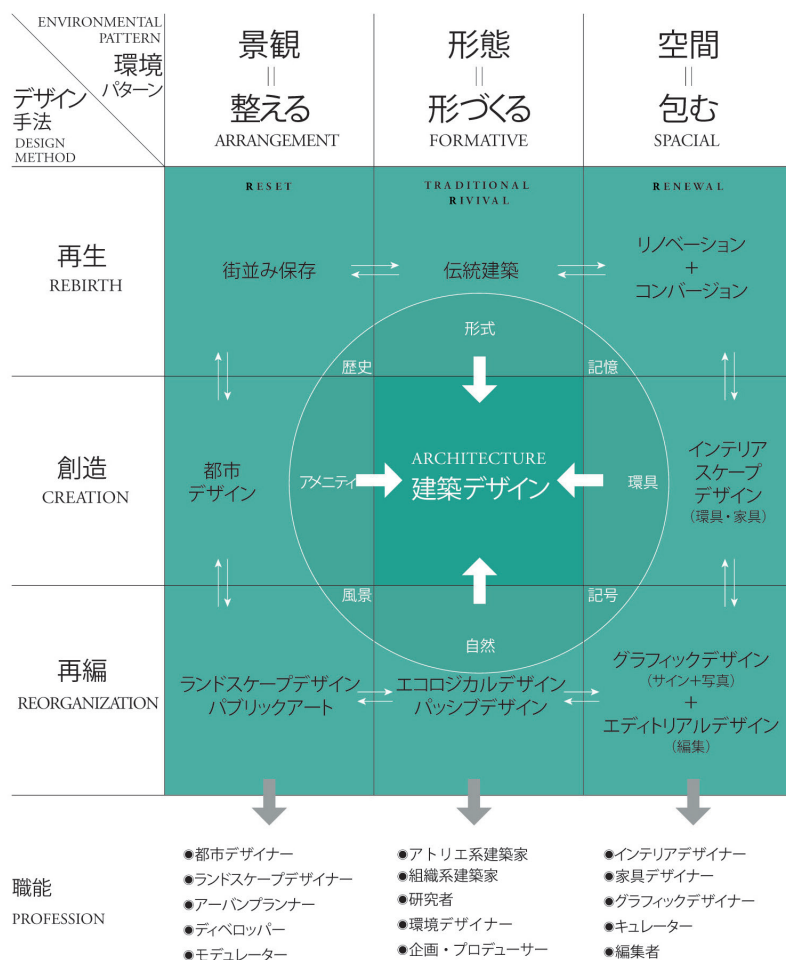 ENVIRONMENTAL
PATTERN
環境
パターン
デザイン
手法
DESIGN
METHOD
景観
||
整える
ARRANGEMENT
形態
||
形づくる
FORMATIVE
空間
||
包む
SPACIAL
RESET
TRADITIONAL
RIVIVAL
RENEWAL
再生
REBIRTH
街並み保存
伝統建築
リノベーション
+
コンバージョン
形式
歴史
記憶
創造
CREATION
都市
デザイン
アメニティ
ARCHITECTURE
建築デザイン
環具
インテリア
スケープ
デザイン
(環具・家具)
風景
記号
自然
再編
REORGANIZATION
ランドスケープデザイン
パブリックアート
エコロジカルデザイン
パッシブデザイン
グラフィックデザイン
(サイン+写真)
+
エディトリアルデザイン
(編集)
職能
PROFESSION
◉都市デザイナー
◉ランドスケープデザイナー
◉アーバンプランナー
◉ディベロッパー
◉モデュレーター
◉アトリエ系建築家
◉組織系建築家
◉研究者
◉環境デザイナー
◉企画・プロデューサー
◉インテリアデザイナー
◉家具デザイナー
◉グラフィックデザイナー
◉キュレーター
◉編集者